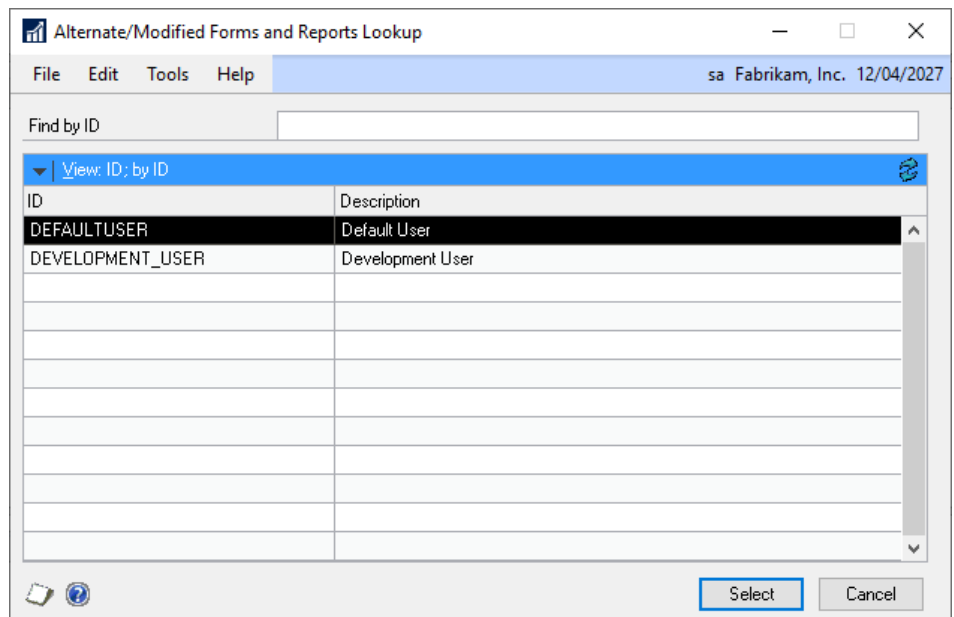 Alternate/Modified Forms and Reports Lookup
File Edit Tools Help sa Fabrikam, Inc. 12/04/2027
Find by ID
View: ID; by ID
ID Description
DEFAULTUSER Default User
DEVELOPMENT_USER Development User
Select Cancel